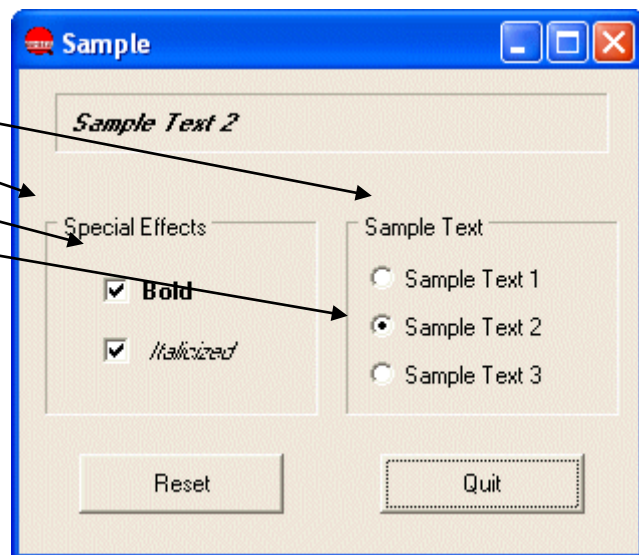 Sample
Sample Text 2
Special Effects
Bold
Italicized
Sample Text
Sample Text 1
Sample Text 2
Sample Text 3
Reset
Quit